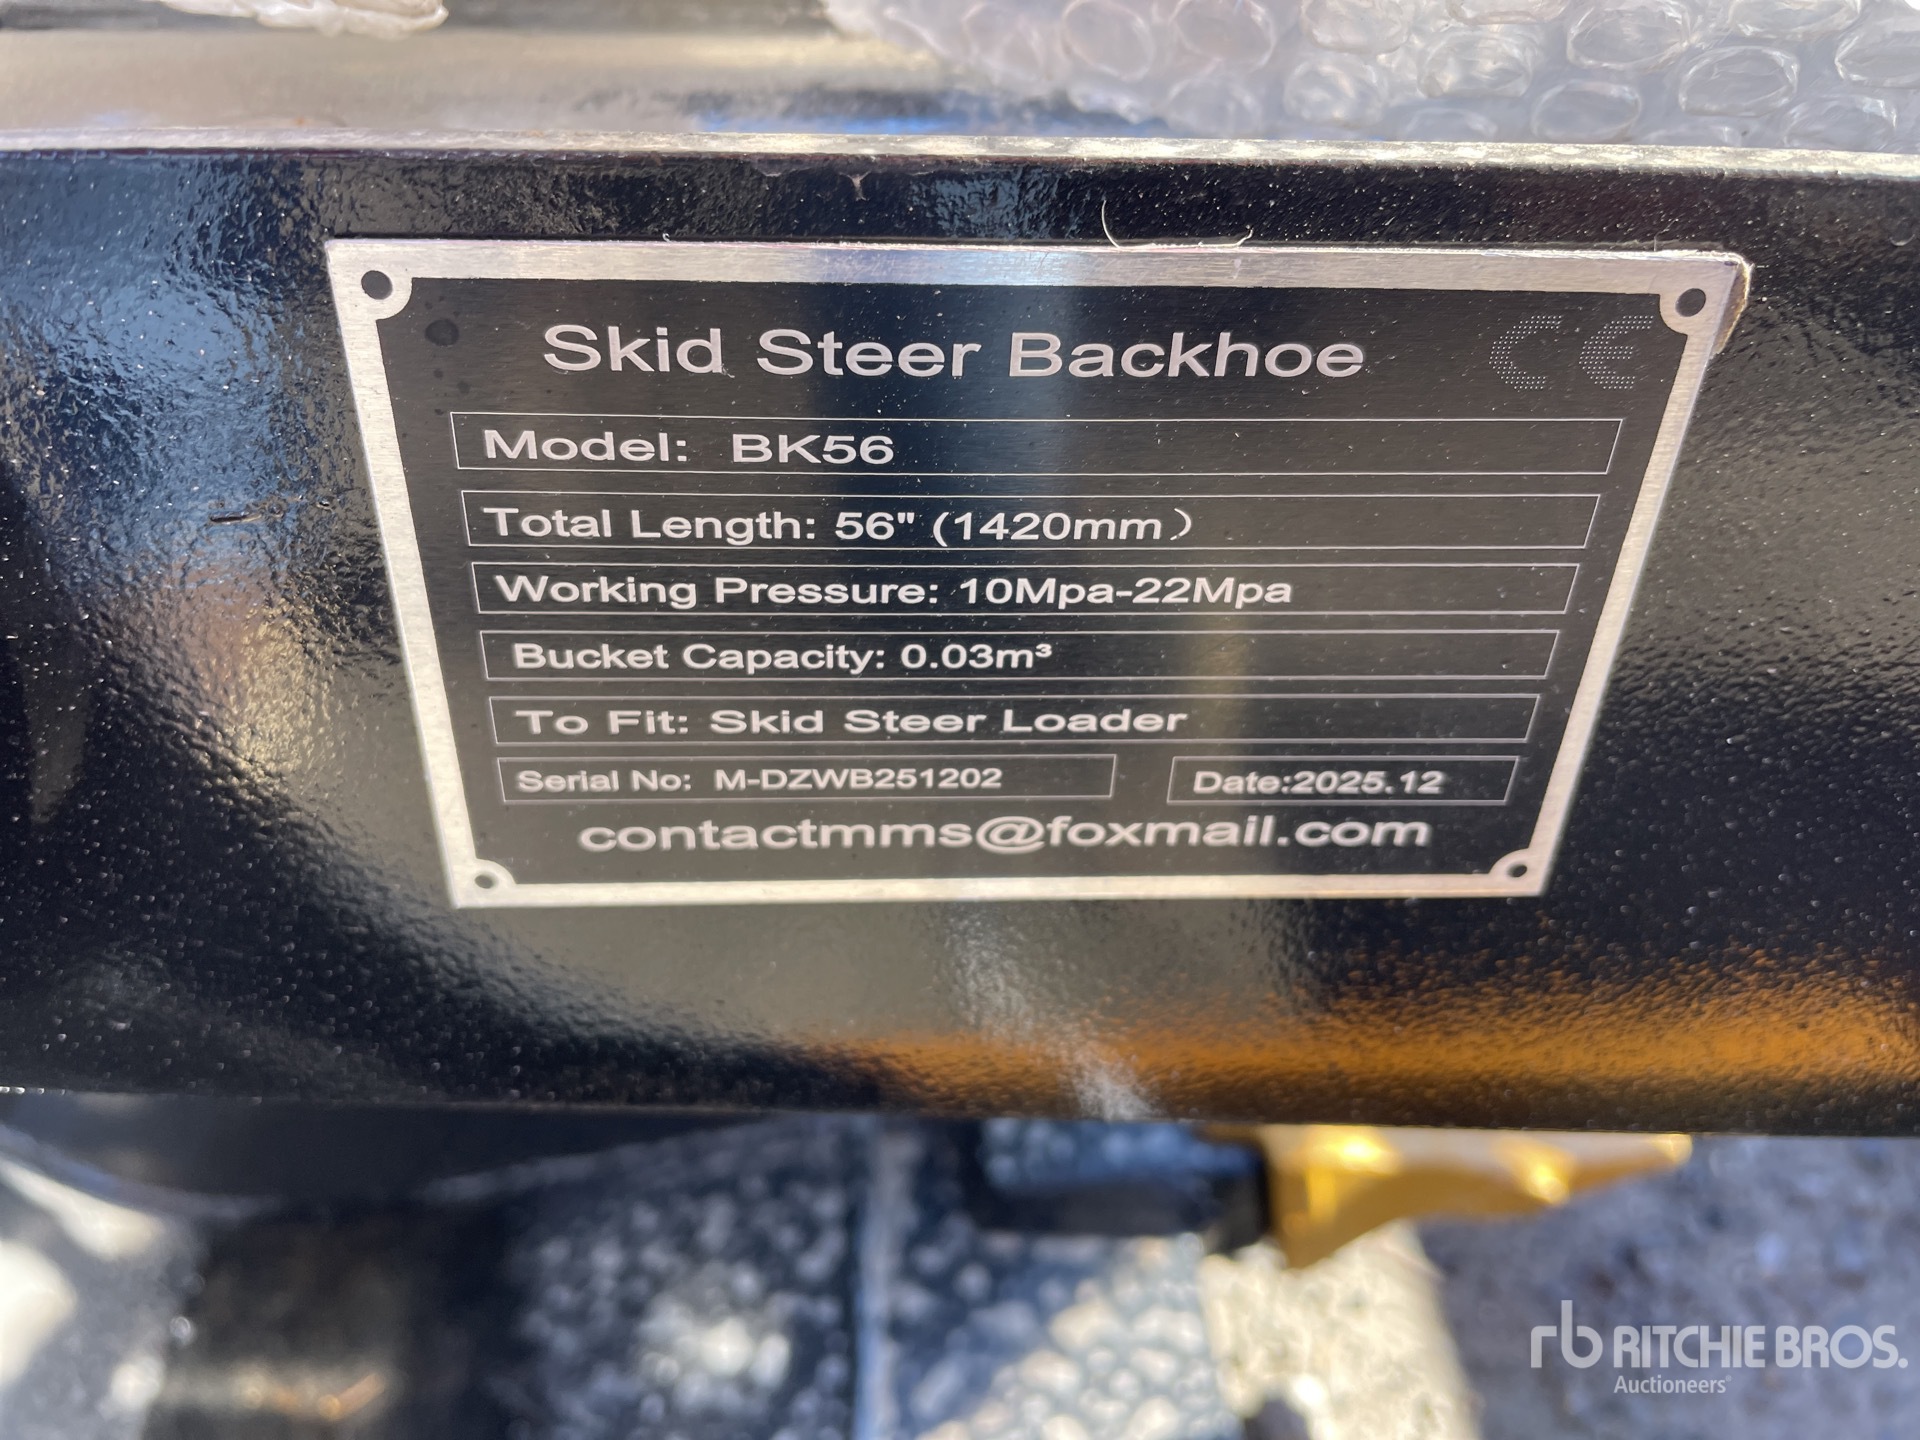 Skid Steer Backhoe CE
Model: BK56
Total Length: 56" (1420mm）
Working Pressure: 10Mpa-22Mpa
Bucket Capacity: 0.03m³
To Fit: Skid Steer Loader
Serial No: M-DZWB251202 Date:2025.12
contactmms@foxmail.com
rb RITCHIE BROS.
Auctioneers